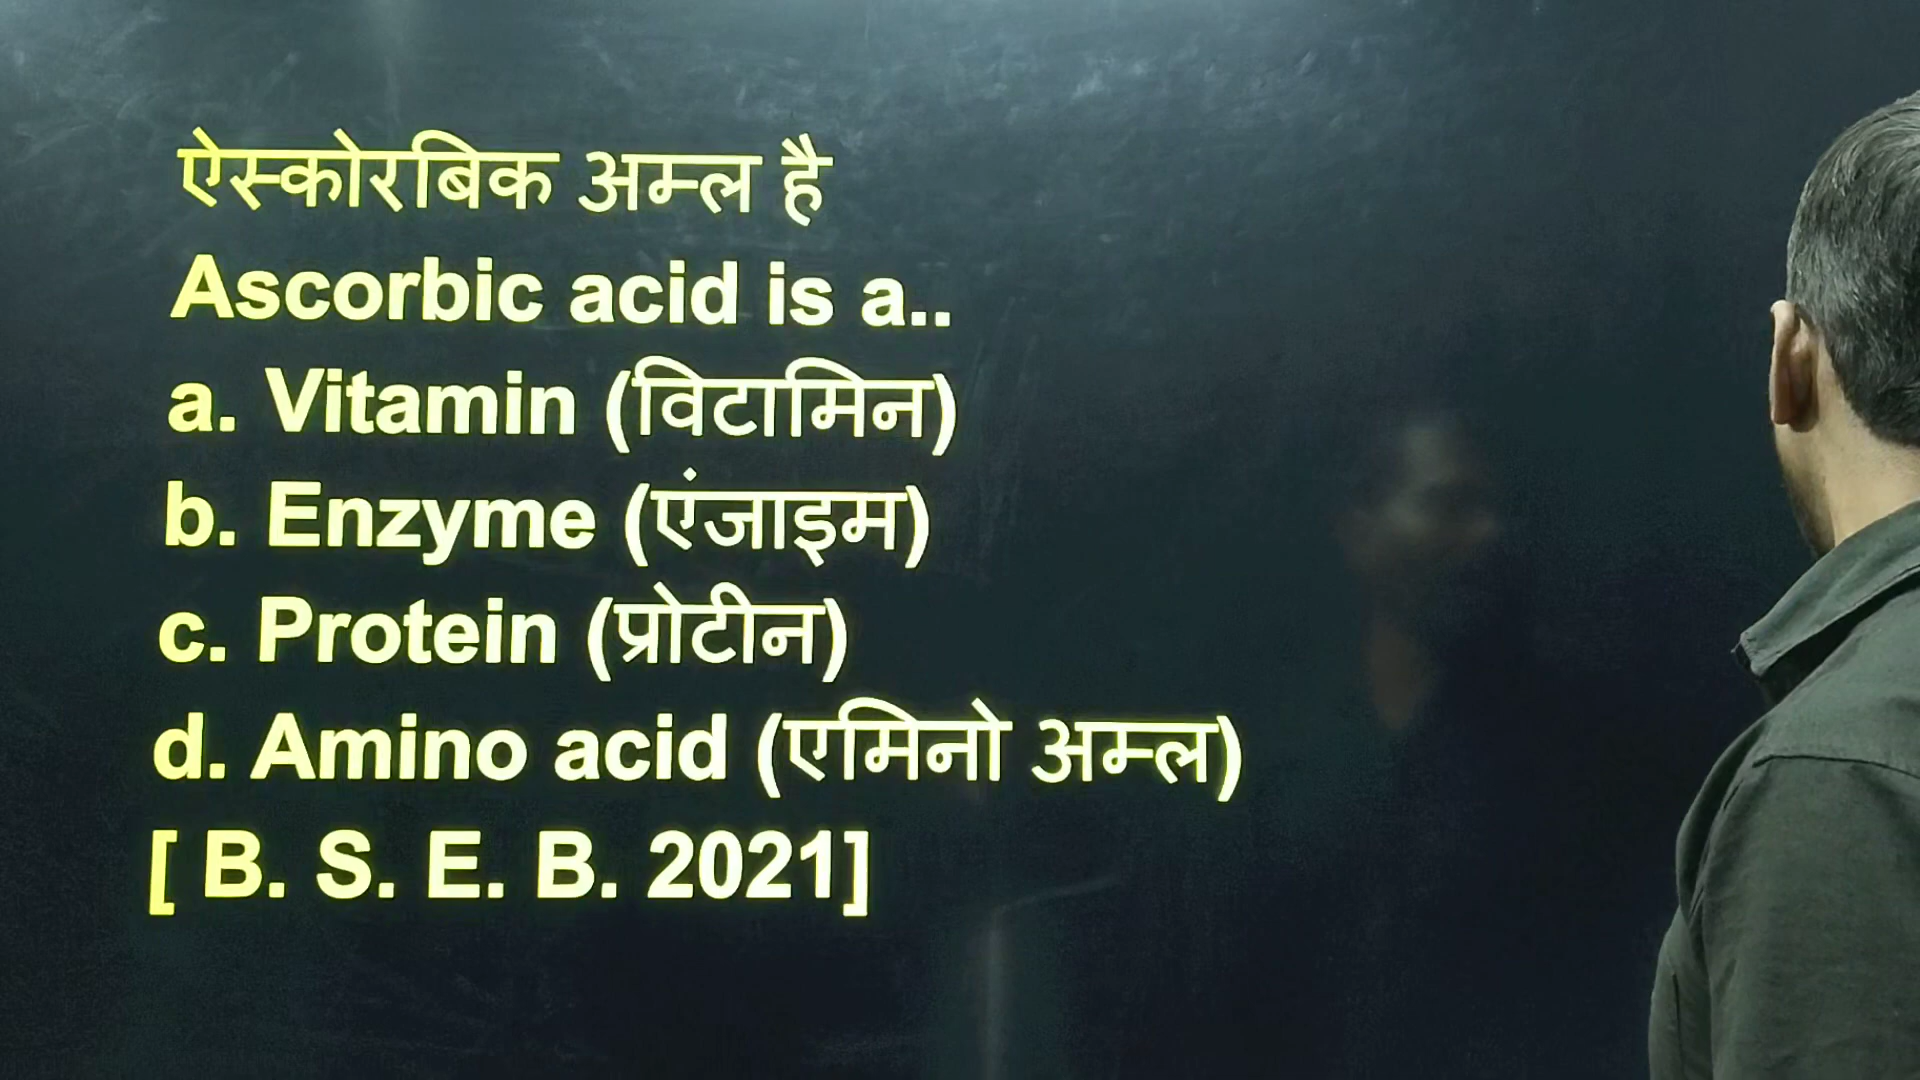 ऐस्कोरबिक अम्ल है
Ascorbic acid is a..
a. Vitamin (विटामिन)
b. Enzyme (एंजाइम)
c. Protein (प्रोटीन)
d. Amino acid (एमिनो अम्ल)
[ B. S. E. B. 2021]